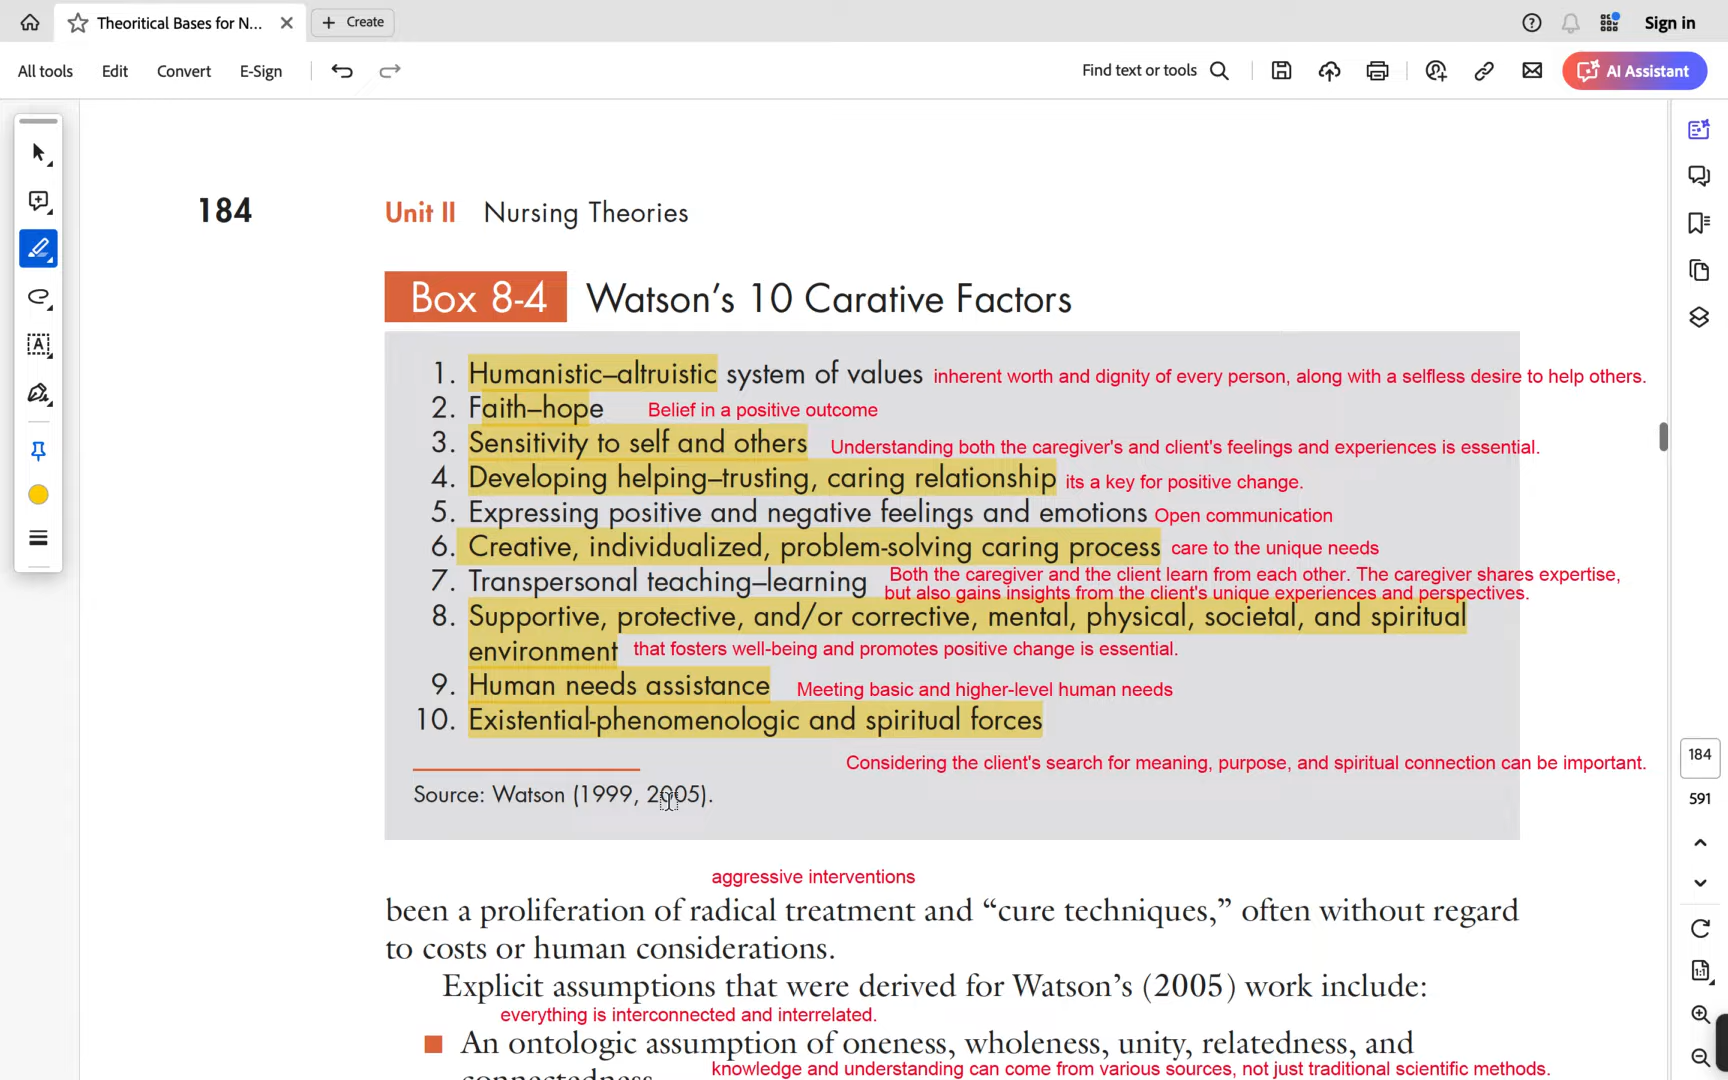 Theoritical Bases for N...
Create
Sign in
All tools
Edit
Convert
E-Sign
Find text or tools
AI Assistant
184
Unit II Nursing Theories
Box 8-4 Watson's 10 Carative Factors
1. Humanistic–altruistic system of values inherent worth and dignity of every person, along with a selfless desire to help others.
2. Faith–hope Belief in a positive outcome
3. Sensitivity to self and others Understanding both the caregiver's and client's feelings and experiences is essential.
4. Developing helping–trusting, caring relationship its a key for positive change.
5. Expressing positive and negative feelings and emotions Open communication
6. Creative, individualized, problem-solving caring process care to the unique needs
7. Transpersonal teaching–learning Both the caregiver and the client learn from each other. The caregiver shares expertise,
but also gains insights from the client's unique experiences and perspectives.
8. Supportive, protective, and/or corrective, mental, physical, societal, and spiritual
environment that fosters well-being and promotes positive change is essential.
9. Human needs assistance Meeting basic and higher-level human needs
10. Existential-phenomenologic and spiritual forces
Considering the client's search for meaning, purpose, and spiritual connection can be important.
Source: Watson (1999, 2005).
184
591
aggressive interventions
been a proliferation of radical treatment and “cure techniques,” often without regard
to costs or human considerations.
Explicit assumptions that were derived for Watson's (2005) work include:
everything is interconnected and interrelated.
An ontologic assumption of oneness, wholeness, unity, relatedness, and
knowledge and understanding can come from various sources, not just traditional scientific methods.
connectedness.